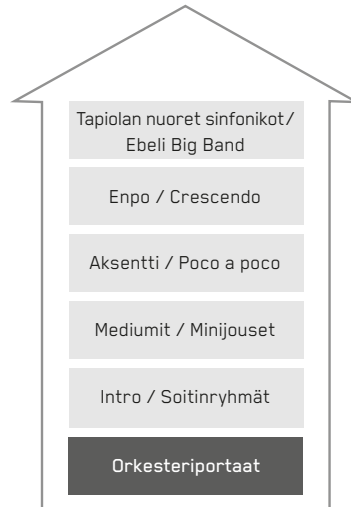 Tapiolan nuoret sinfonikot/
Ebeli Big Band
Enpo / Crescendo
Aksentti / Poco a poco
Mediumit / Minijouset
Intro / Soitinryhmät
Orkesteriportaat